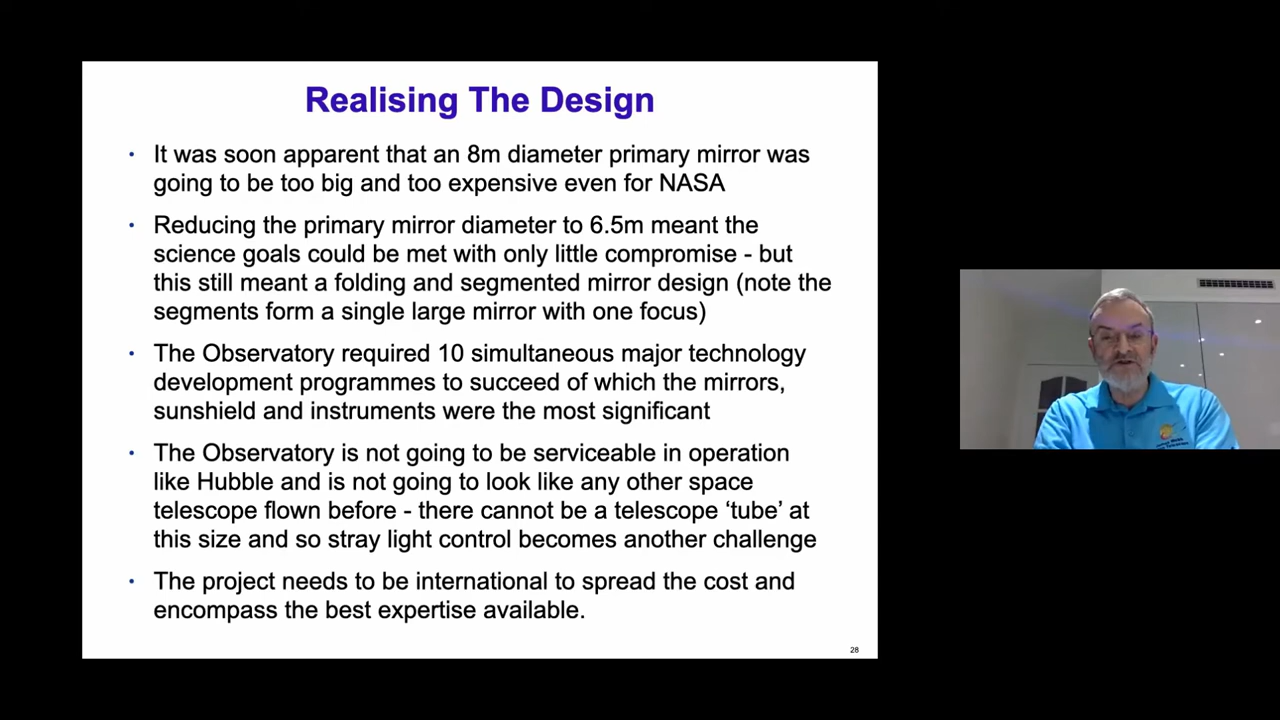 Realising The Design
• It was soon apparent that an 8m diameter primary mirror was
going to be too big and too expensive even for NASA
• Reducing the primary mirror diameter to 6.5m meant the
science goals could be met with only little compromise - but
this still meant a folding and segmented mirror design (note the
segments form a single large mirror with one focus)
• The Observatory required 10 simultaneous major technology
development programmes to succeed of which the mirrors,
sunshield and instruments were the most significant
• The Observatory is not going to be serviceable in operation
like Hubble and is not going to look like any other space
telescope flown before - there cannot be a telescope ‘tube’ at
this size and so stray light control becomes another challenge
• The project needs to be international to spread the cost and
encompass the best expertise available.
28